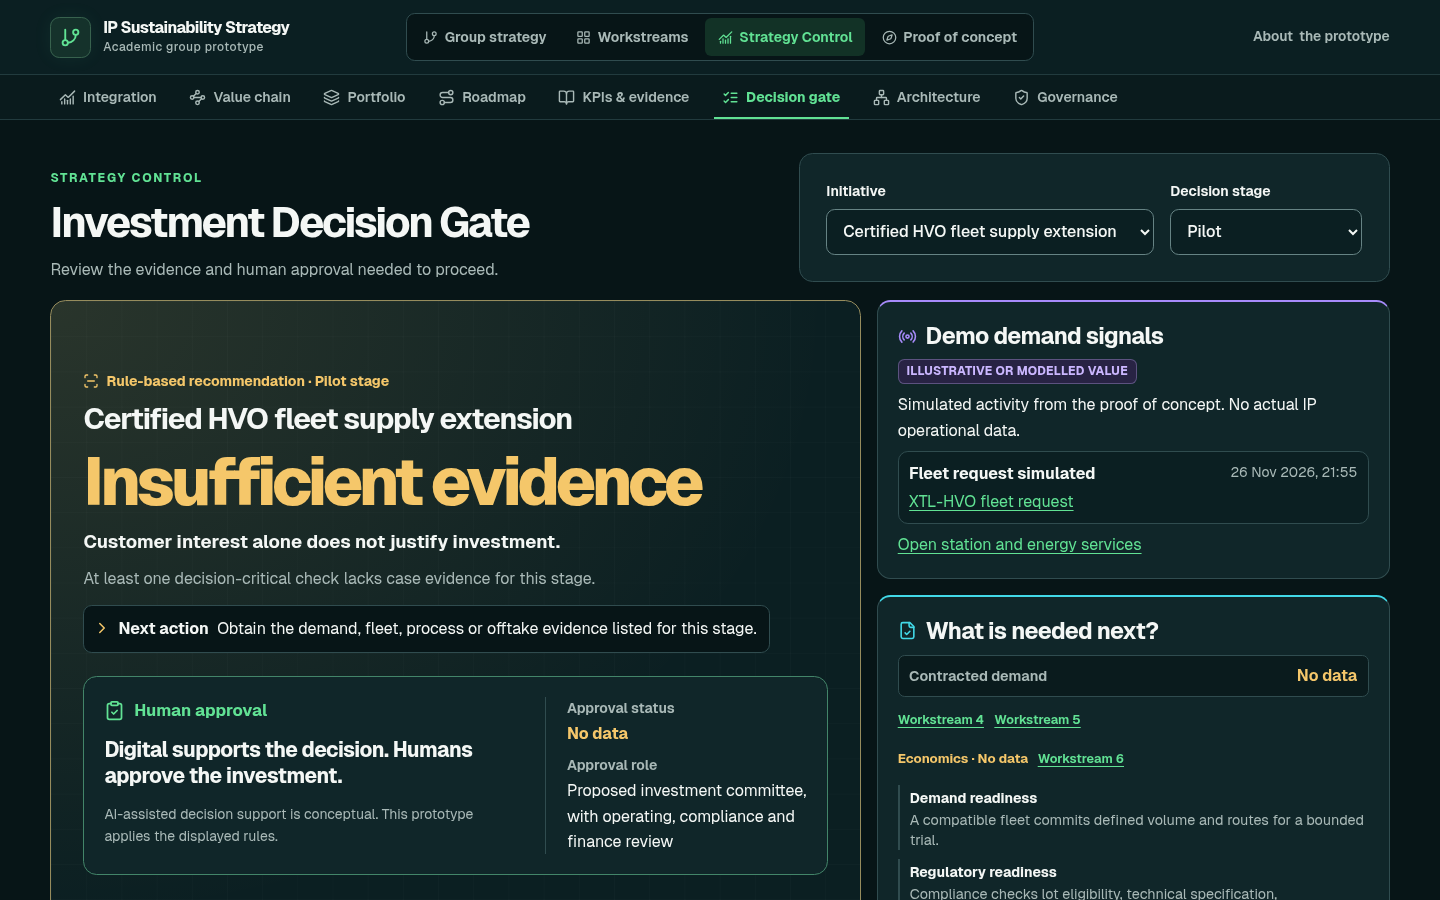 IP Sustainability Strategy
Academic group prototype
Group strategy
Workstreams
Strategy Control
Proof of concept
About the prototype
Integration
Value chain
Portfolio
Roadmap
KPIs & evidence
Decision gate
Architecture
Governance
STRATEGY CONTROL
Investment Decision Gate
Review the evidence and human approval needed to proceed.
Initiative
Certified HVO fleet supply extension
Decision stage
Pilot
Rule-based recommendation · Pilot stage
Certified HVO fleet supply extension
Insufficient evidence
Customer interest alone does not justify investment.
At least one decision-critical check lacks case evidence for this stage.
Next action Obtain the demand, fleet, process or offtake evidence listed for this stage.
Human approval
Digital supports the decision. Humans
approve the investment.
AI-assisted decision support is conceptual. This prototype
applies the displayed rules.
Approval status
No data
Approval role
Proposed investment committee,
with operating, compliance and
finance review
Demo demand signals
ILLUSTRATIVE OR MODELLED VALUE
Simulated activity from the proof of concept. No actual IP
operational data.
Fleet request simulated
26 Nov 2026, 21:55
XTL-HVO fleet request
Open station and energy services
What is needed next?
Contracted demand
No data
Workstream 4 Workstream 5
Economics · No data Workstream 6
Demand readiness
A compatible fleet commits defined volume and routes for a bounded
trial.
Regulatory readiness
Compliance checks lot eligibility, technical specification,